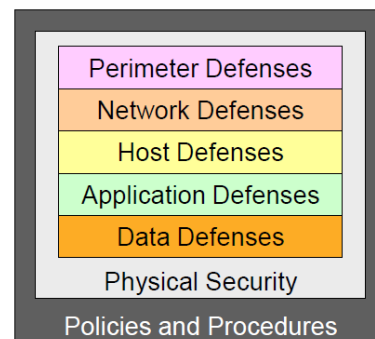 Perimeter Defenses
Network Defenses
Host Defenses
Application Defenses
Data Defenses
Physical Security
Policies and Procedures